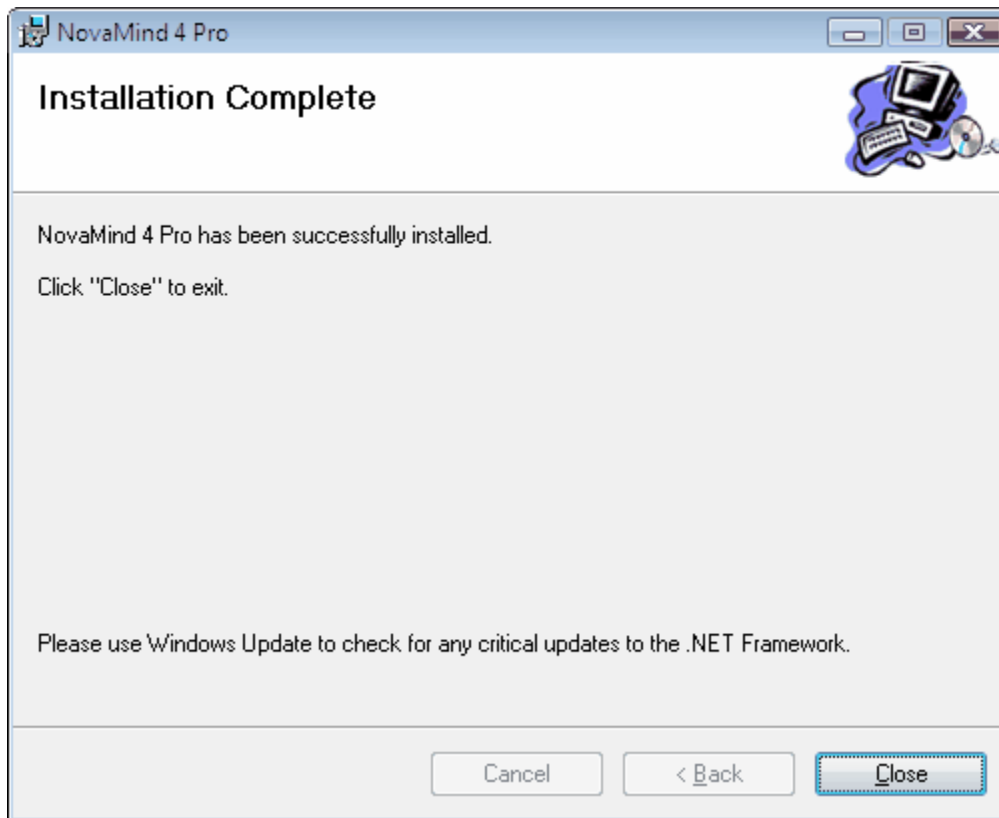 NovaMind 4 Pro
Installation Complete
NovaMind 4 Pro has been successfully installed.
Click "Close" to exit.
Please use Windows Update to check for any critical updates to the .NET Framework.
Cancel
< Back
Close